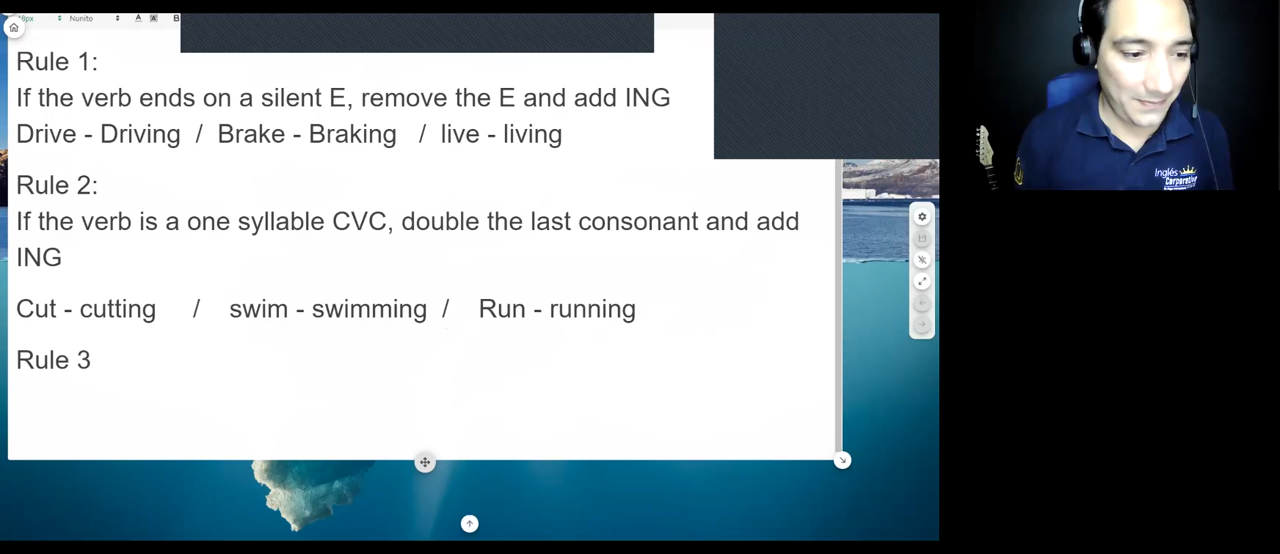 Nunito
A
B
Rule 1:
If the verb ends on a silent E, remove the E and add ING
Drive - Driving / Brake - Braking / live - living
Rule 2:
If the verb is a one syllable CVC, double the last consonant and add
ING
Cut - cutting / swim - swimming / Run - running
Rule 3
Inglés
Corporativo